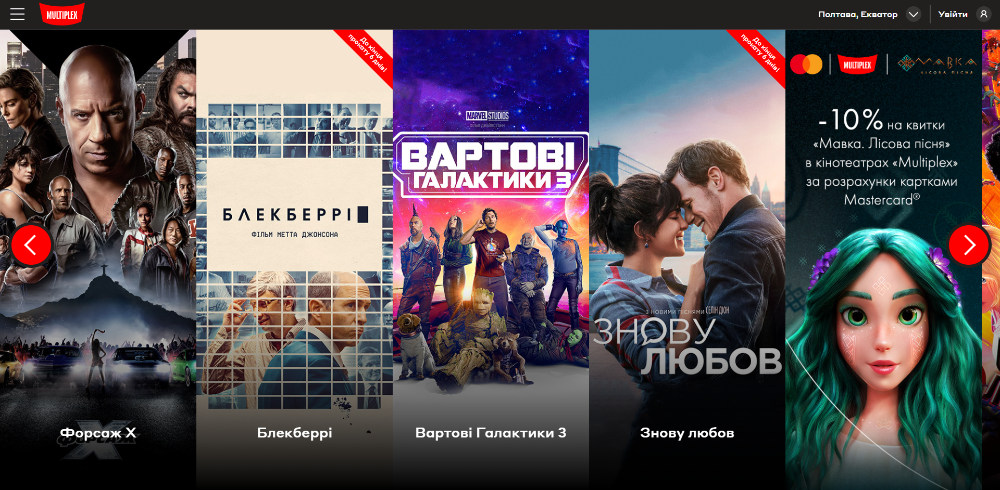 MULTIPLEX
Полтава, Екватор
Увійти
До кінця
прокату 6 днів!
До кінця
прокату 6 днів!
MULTIPLEX
МАВКА
ЛІСОВА ПІСНЯ
-10% на квитки
«Мавка. Лісова пісня»
в кінотеатрах «Multiplex»
за розрахунки картками
Mastercard®
MARVEL STUDIOS
ФІЛЬМ ДЖЕЙМС ҐАНН
ВАРТОВІ
ГАЛАКТИКИ 3
БЛЕКБЕРРІ
ФІЛЬМ МЕТТА ДЖОНСОНА
З НОВИМИ ПІСНЯМИ СЕЛІН ДІОН
ЗНОВУ
ЛЮБОВ
Форсаж X
ФОРСАЖ
X
Блекберрі
Вартові Галактики 3
Знову любов